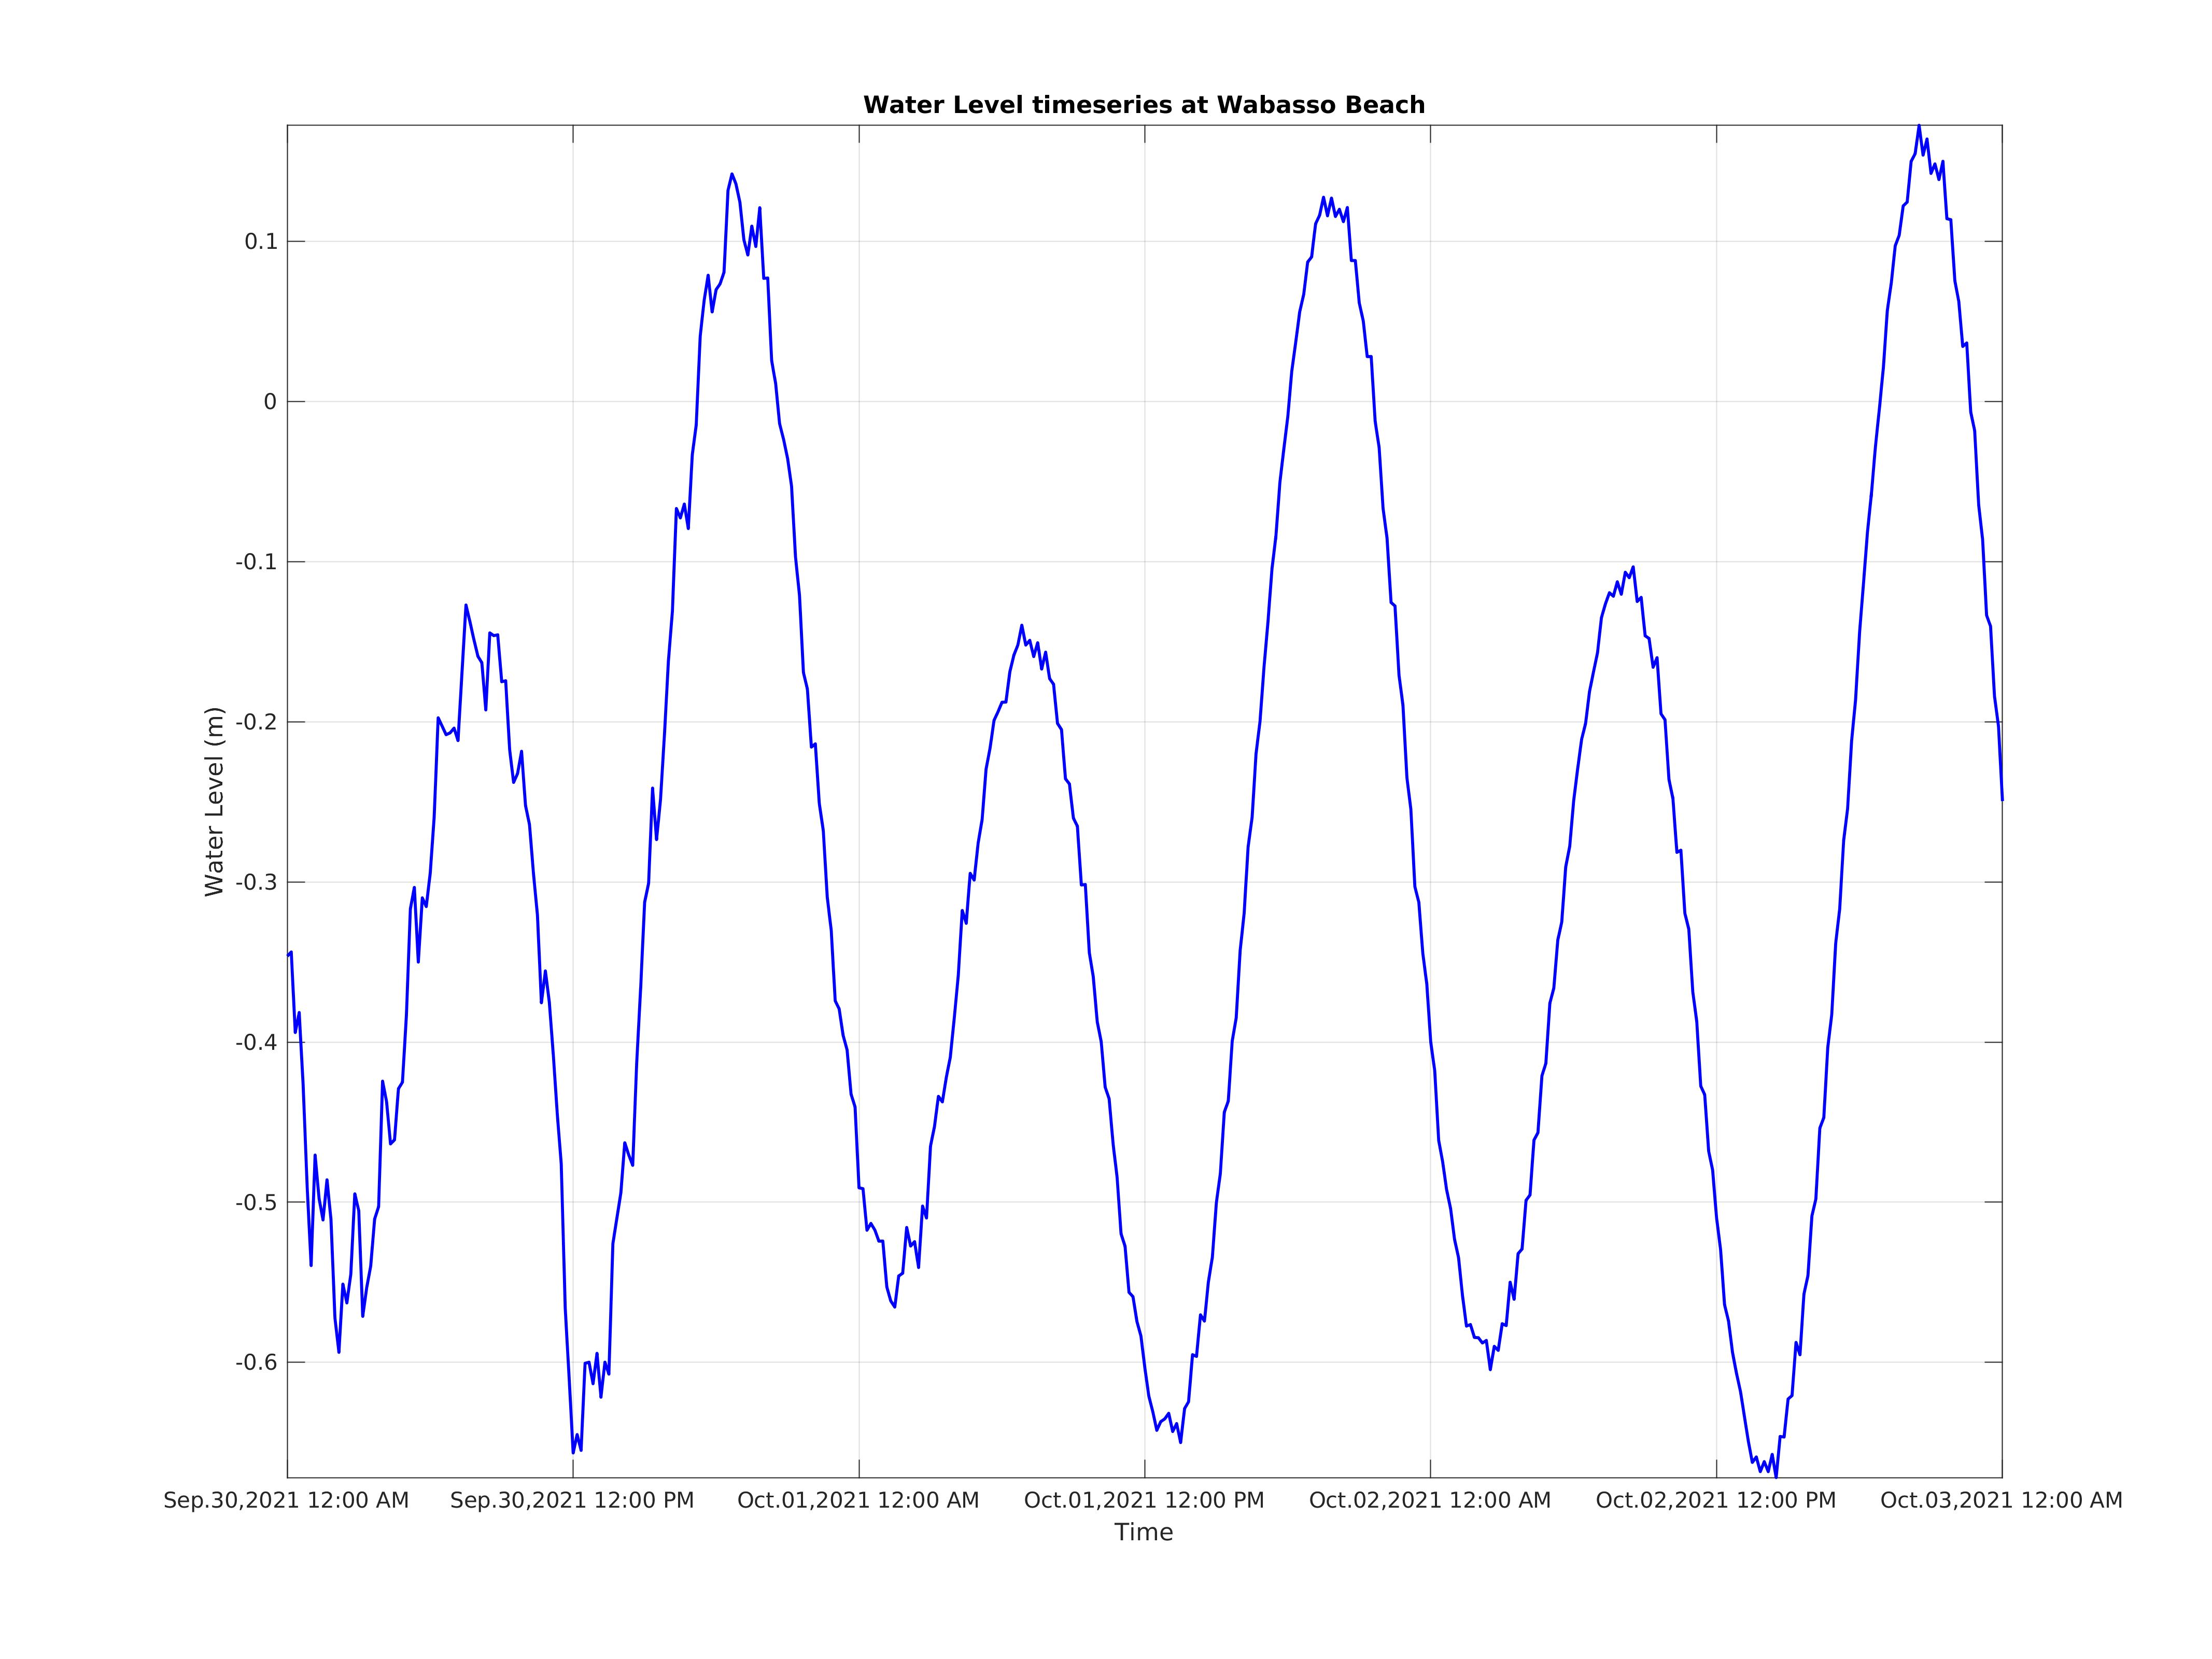 Water Level timeseries at Wabasso Beach
0.1
0
-0.1
-0.2
-0.3
-0.4
-0.5
-0.6
Water Level (m)
Sep.30,2021 12:00 AM Sep.30,2021 12:00 PM Oct.01,2021 12:00 AM Oct.01,2021 12:00 PM Oct.02,2021 12:00 AM Oct.02,2021 12:00 PM Oct.03,2021 12:00 AM
Time